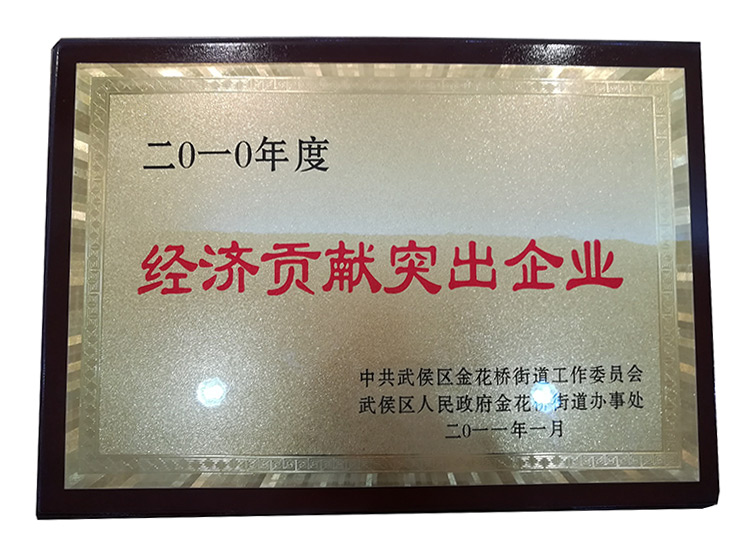 二0一0年度
经济贡献突出企业
中共武侯区金花桥街道工作委员会
武侯区人民政府金花桥街道办事处
二0一一年一月